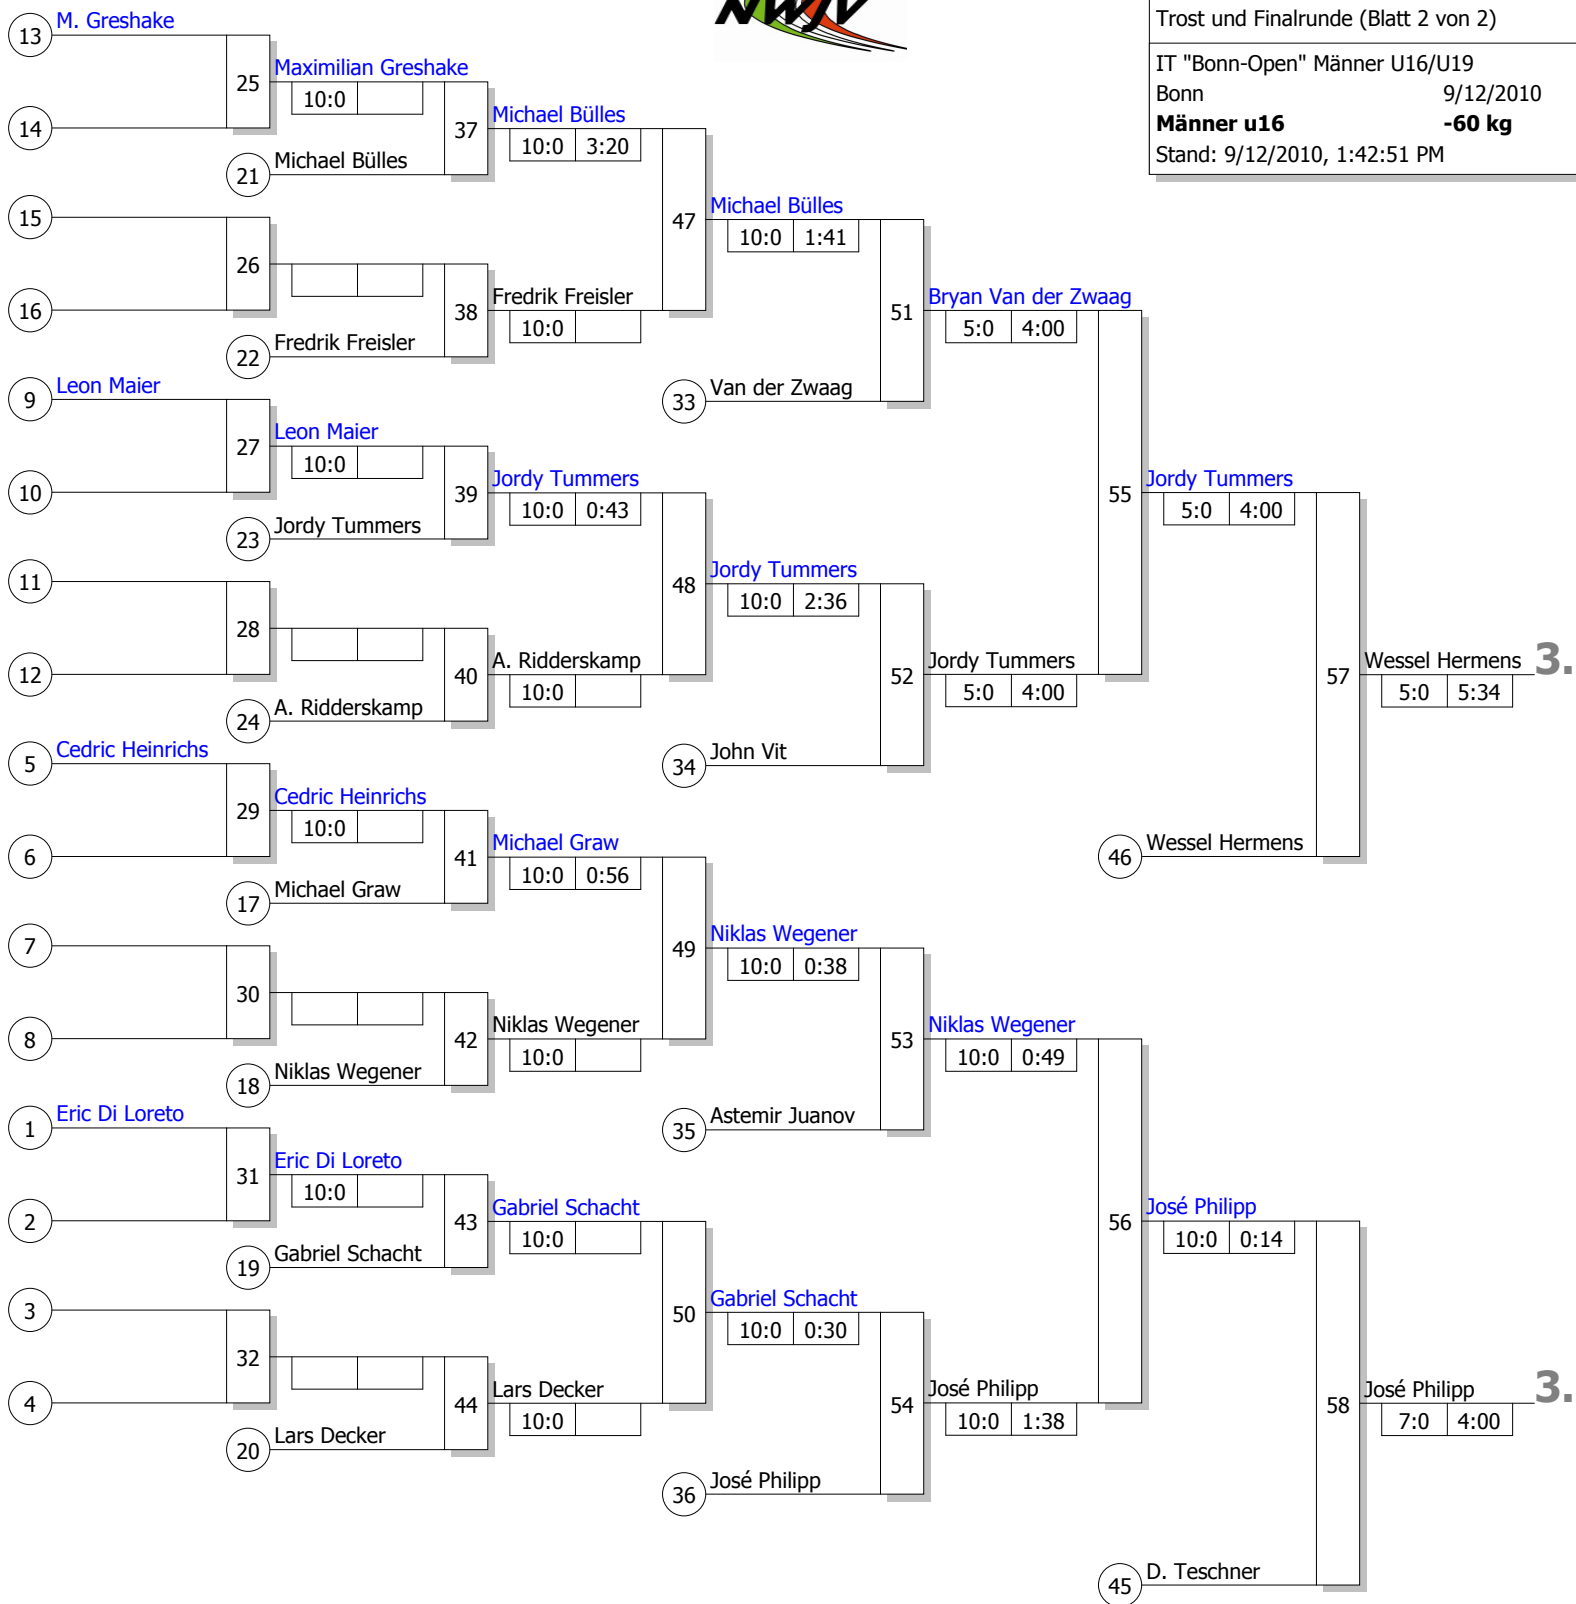 NWJV
Trost und Finalrunde (Blatt 2 von 2)
IT "Bonn-Open" Männer U16/U19
Bonn 9/12/2010
Männer u16 -60 kg
Stand: 9/12/2010, 1:42:51 PM
13 M. Greshake
25 Maximilian Greshake
10:0
14
37 Michael Bülles
10:0 3:20
21 Michael Bülles
15
47 Michael Bülles
10:0 1:41
26
16
38 Fredrik Freisler
10:0
22 Fredrik Freisler
51 Bryan Van der Zwaag
5:0 4:00
33 Van der Zwaag
9 Leon Maier
27 Leon Maier
10:0
10
39 Jordy Tummers
10:0 0:43
23 Jordy Tummers
55 Jordy Tummers
5:0 4:00
11
48 Jordy Tummers
10:0 2:36
28
12
40 A. Ridderskamp
10:0
24 A. Ridderskamp
52 Jordy Tummers
5:0 4:00
34 John Vit
57 Wessel Hermens 3.
5:0 5:34
46 Wessel Hermens
5 Cedric Heinrichs
29 Cedric Heinrichs
10:0
6
41 Michael Graw
10:0 0:56
17 Michael Graw
7
49 Niklas Wegener
10:0 0:38
30
8
42 Niklas Wegener
10:0
18 Niklas Wegener
53 Niklas Wegener
10:0 0:49
35 Astemir Juanov
1 Eric Di Loreto
31 Eric Di Loreto
10:0
2
43 Gabriel Schacht
10:0
19 Gabriel Schacht
56 José Philipp
10:0 0:14
3
50 Gabriel Schacht
10:0 0:30
32
4
44 Lars Decker
10:0
20 Lars Decker
54 José Philipp
10:0 1:38
36 José Philipp
58 José Philipp 3.
7:0 4:00
45 D. Teschner